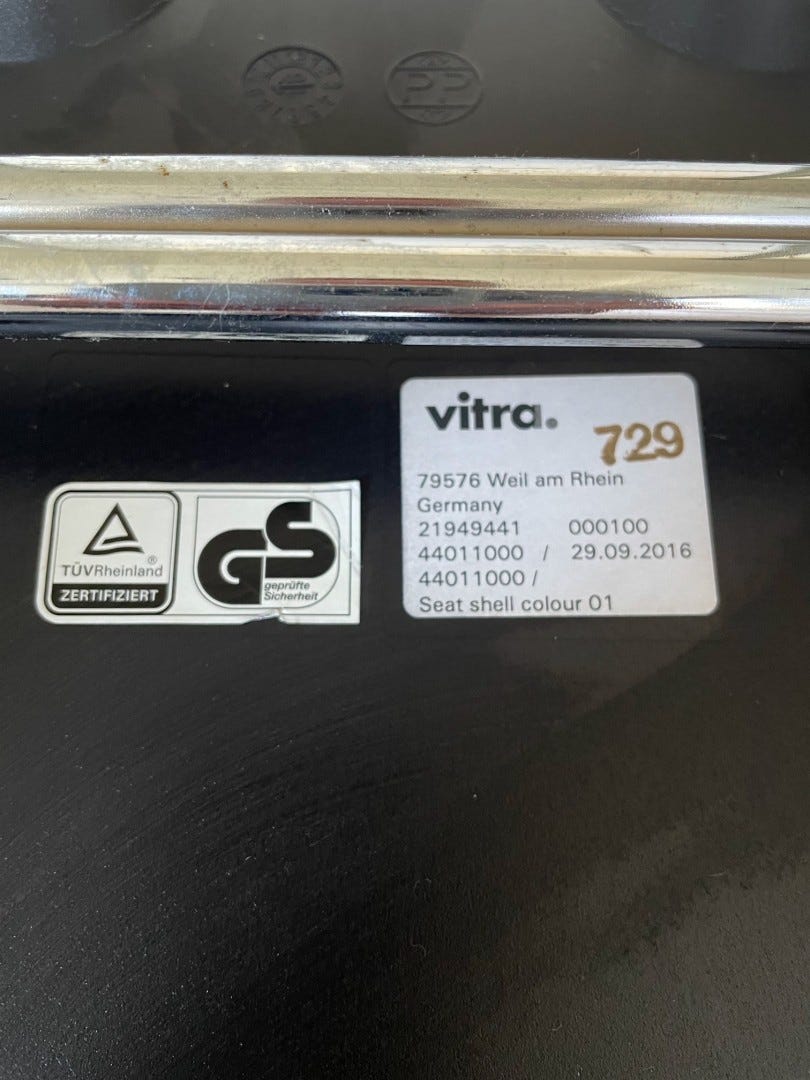 PP
vitra.
729
79576 Weil am Rhein
Germany
21949441 000100
44011000 / 29.09.2016
44011000 /
Seat shell colour 01
TÜVRheinland®
ZERTIFIZIERT
GS
geprüfte
Sicherheit